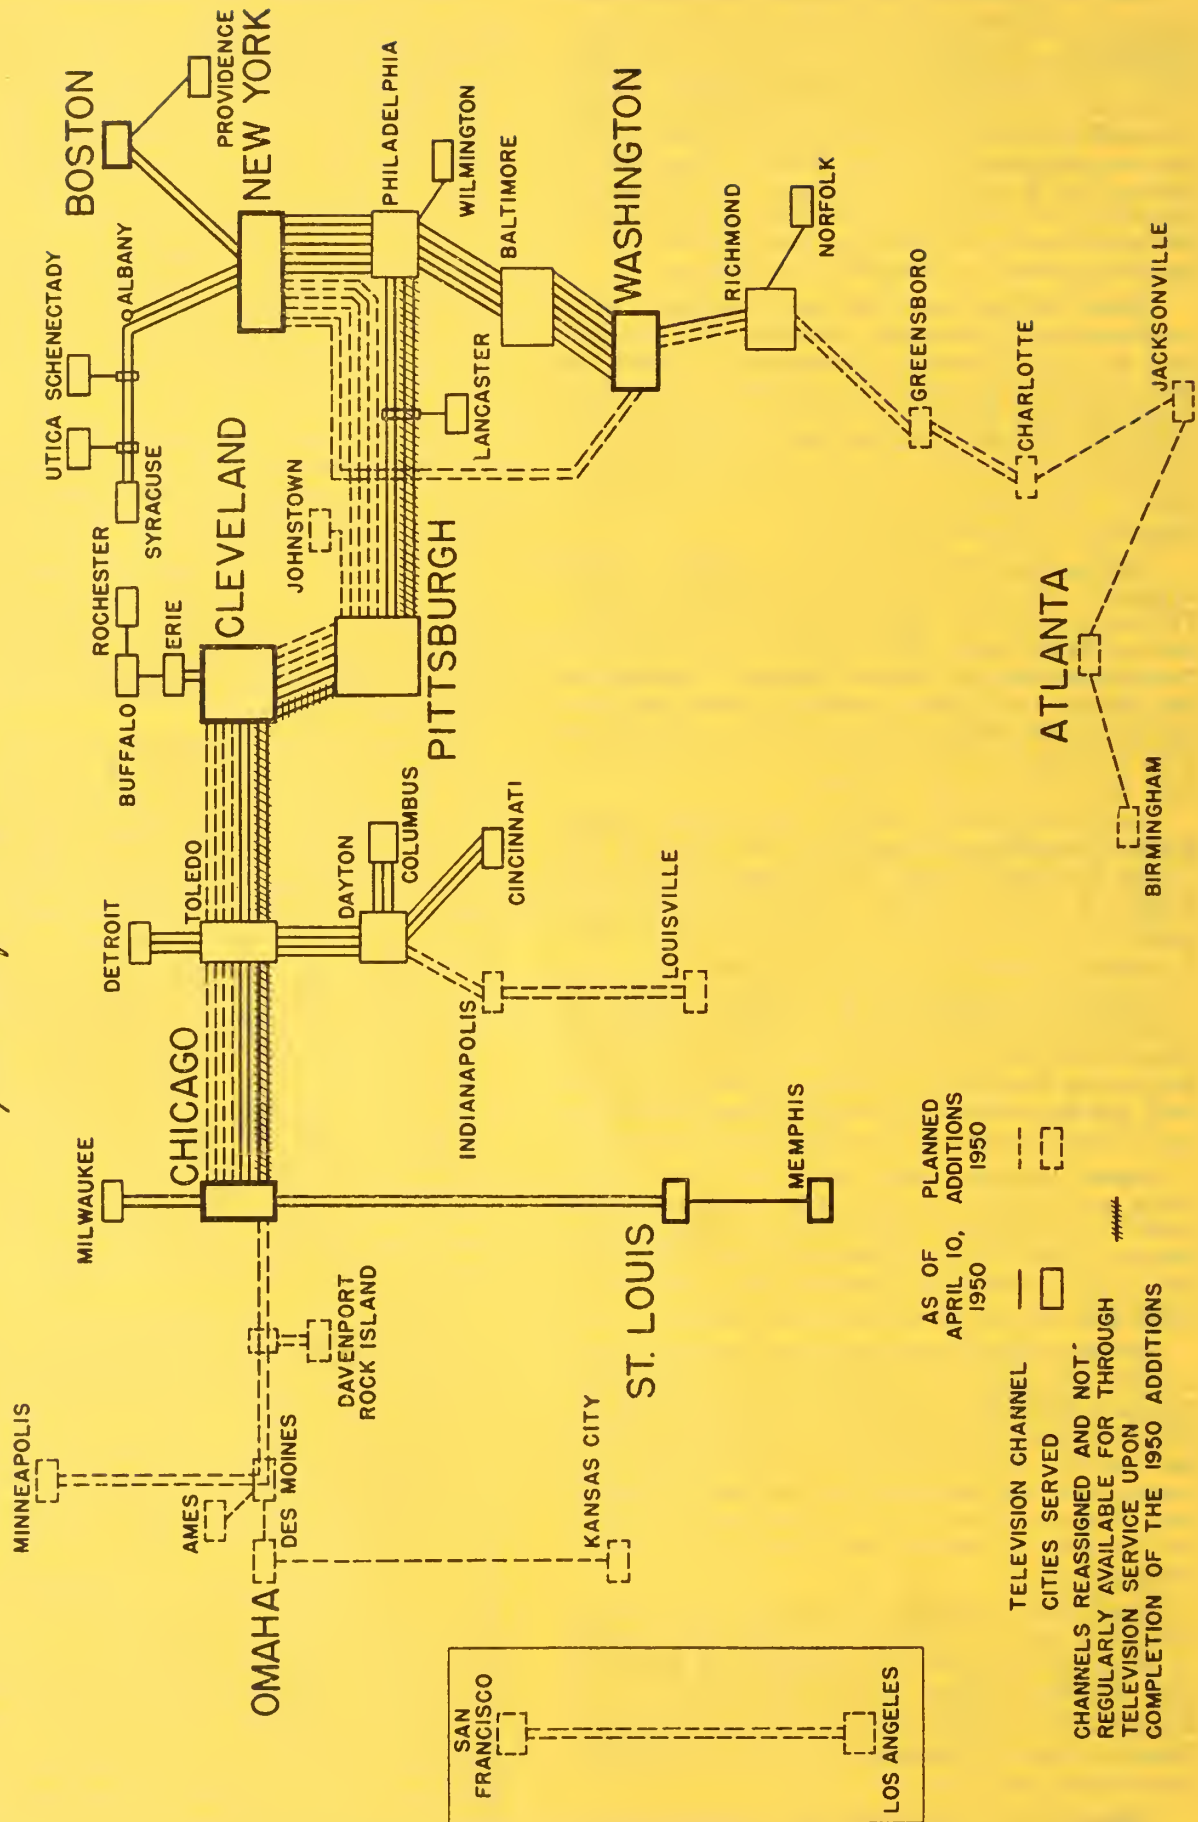 MINNEAPOLIS
AMES
DES MOINES
OMAHA
KANSAS CITY
DAVENPORT
ROCK ISLAND
MILWAUKEE
CHICAGO
ST. LOUIS
MEMPHIS
DETROIT
TOLEDO
DAYTON
COLUMBUS
CINCINNATI
INDIANAPOLIS
LOUISVILLE
BUFFALO
ROCHESTER
ERIE
CLEVELAND
JOHNSTOWN
PITTSBURGH
UTICA
SCHENECTADY
SYRACUSE
ALBANY
BOSTON
PROVIDENCE
NEW YORK
PHILADELPHIA
WILMINGTON
LANCASTER
BALTIMORE
WASHINGTON
RICHMOND
NORFOLK
GREENSBORO
CHARLOTTE
JACKSONVILLE
ATLANTA
BIRMINGHAM
SAN
FRANCISCO
LOS ANGELES
AS OF
APRIL 10,
1950
PLANNED
ADDITIONS
1950
TELEVISION CHANNEL
CITIES SERVED
CHANNELS REASSIGNED AND NOT
REGULARLY AVAILABLE FOR THROUGH
TELEVISION SERVICE UPON
COMPLETION OF THE 1950 ADDITIONS